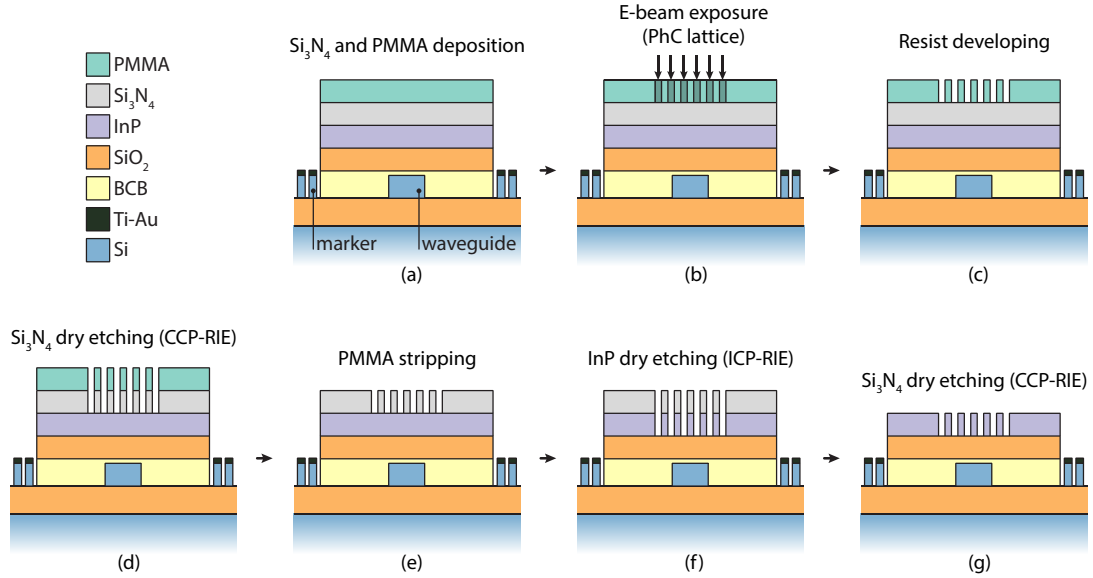 PMMA
Si₃N₄
InP
SiO₂
BCB
Ti-Au
Si
Si₃N₄ and PMMA deposition
marker
waveguide
(a)
E-beam exposure
(PhC lattice)
(b)
Resist developing
(c)
Si₃N₄ dry etching (CCP-RIE)
(d)
PMMA stripping
(e)
InP dry etching (ICP-RIE)
(f)
Si₃N₄ dry etching (CCP-RIE)
(g)